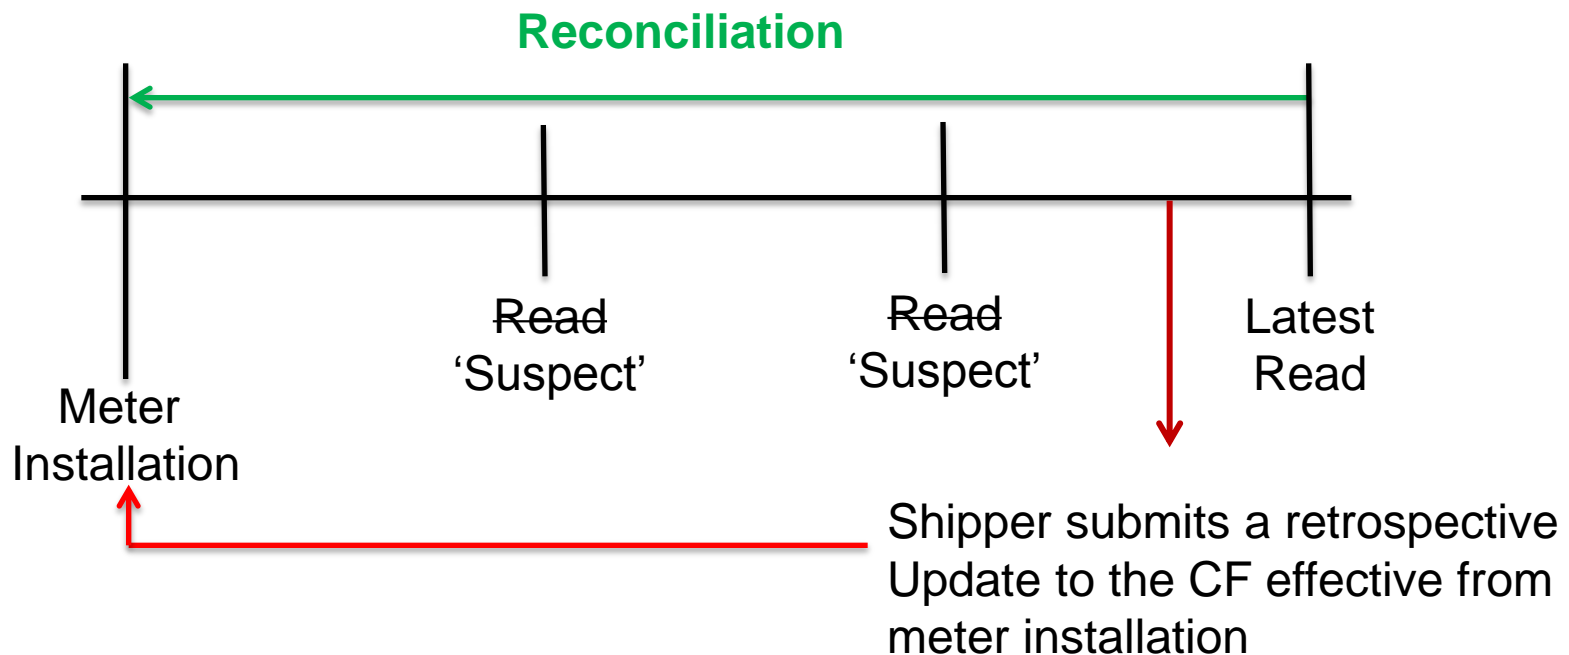 Reconciliation
Read
‘Suspect’
Read
‘Suspect’
Latest
Read
Meter
Installation
Shipper submits a retrospective
Update to the CF effective from
meter installation